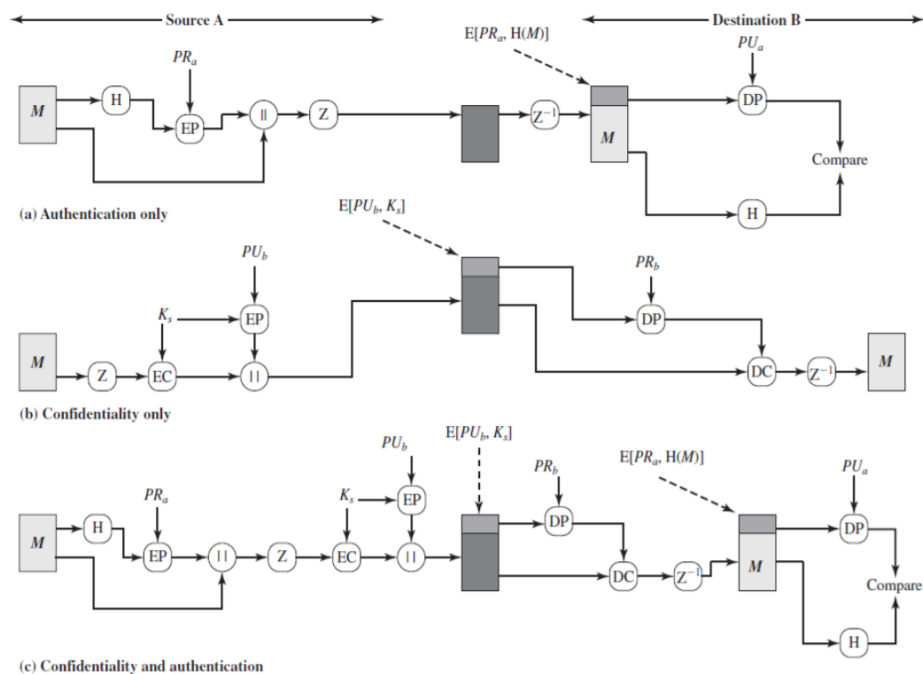 Source A Destination B
E[PRa, H(M)] PUa
PRa
M H EP || Z Z⁻¹ M DP
Compare
H
(a) Authentication only
E[PUb, Ks]
PUb PRb
Ks EP DP
M Z EC || DC Z⁻¹ M
(b) Confidentiality only
PUb E[PUb, Ks]
PRb E[PRa, H(M)] PUa
PRa Ks EP
M H EP || Z EC || DP DC Z⁻¹ M DP
Compare
H
(c) Confidentiality and authentication